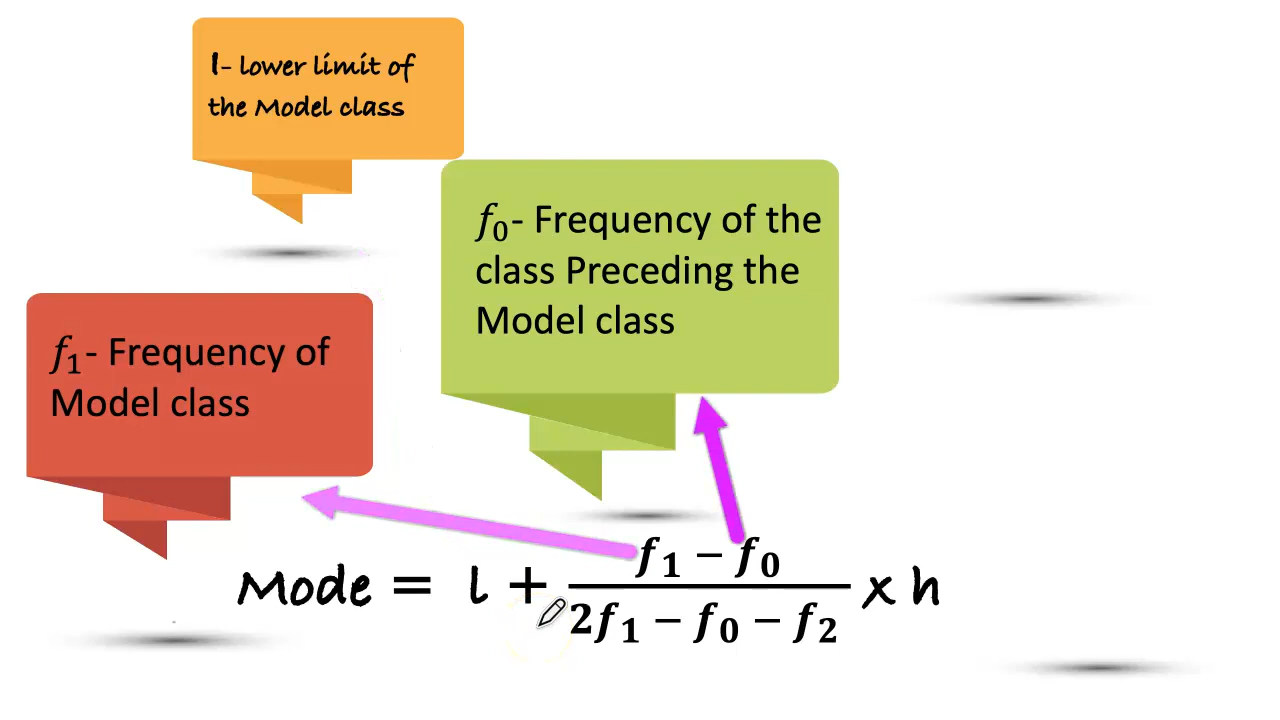 l- Lower limit of
the Model class
f₀- Frequency of the
class Preceding the
Model class
f₁- Frequency of
Model class
Mode = l + (f₁ − f₀) / (2f₁ − f₀ − f₂) x h